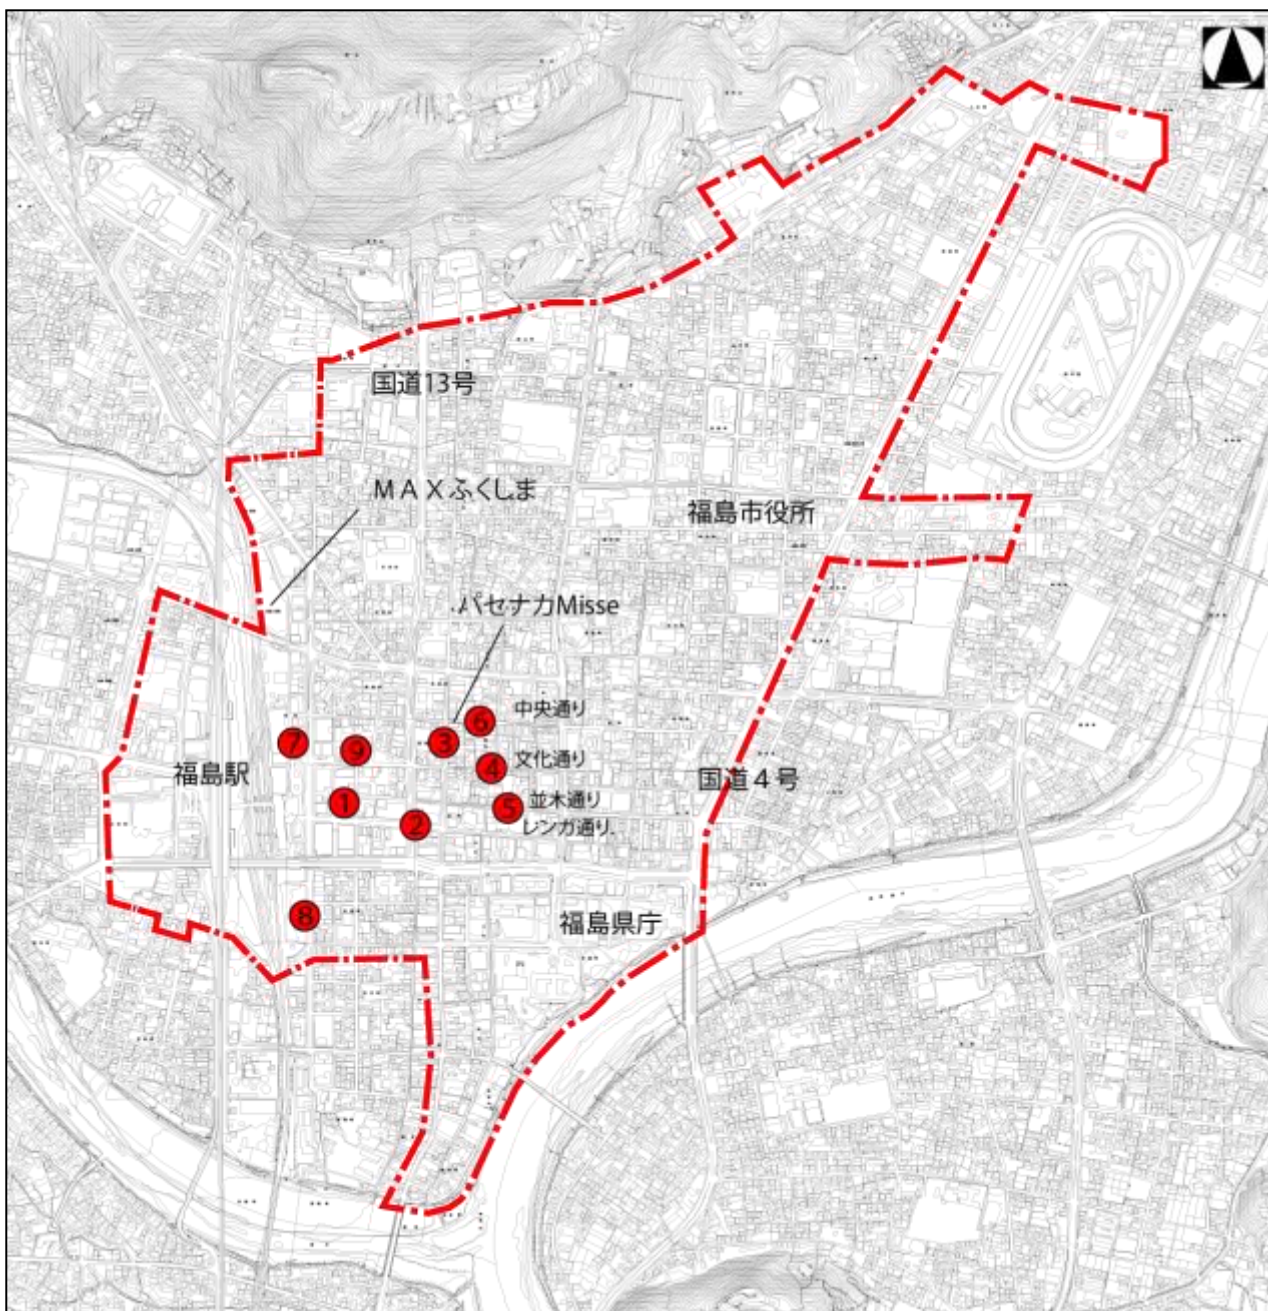 国道13号
MAXふくしま
福島市役所
パセナカMisse
⑥ 中央通り
⑦
⑨
③
④ 文化通り
福島駅
国道4号
①
②
⑤ 並木通り
レンガ通り
⑧
福島県庁